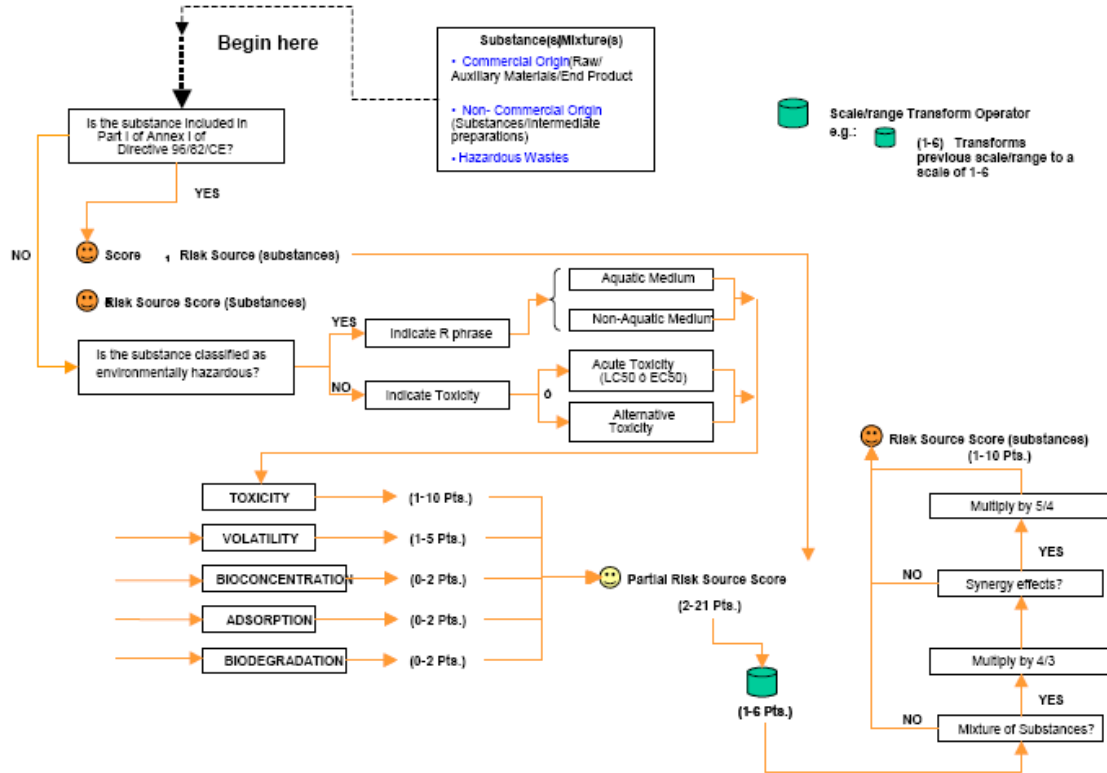 Begin here
Substance(s)/Mixture(s)
• Commercial Origin(Raw/
Auxiliary Materials/End Product
• Non- Commercial Origin
(Substances/Intermediate
preparations)
• Hazardous Wastes
Scale/range Transform Operator
e.g.:
(1-6) Transforms
previous scale/range to a
scale of 1-6
Is the substance included in
Part I of Annex I of
Directive 96/82/CE?
YES
NO
Score , Risk Source (substances)
Risk Source Score (Substances)
Is the substance classified as
environmentally hazardous?
YES
Indicate R phrase
Aquatic Medium
Non-Aquatic Medium
NO
Indicate Toxicity
ó
Acute Toxicity
(LC50 ó EC50)
Alternative
Toxicity
TOXICITY
(1-10 Pts.)
VOLATILITY
(1-5 Pts.)
BIOCONCENTRATION
(0-2 Pts.)
ADSORPTION
(0-2 Pts.)
BIODEGRADATION
(0-2 Pts.)
Partial Risk Source Score
(2-21 Pts.)
(1-6 Pts.)
Risk Source Score (substances)
(1-10 Pts.)
Multiply by 5/4
YES
NO
Synergy effects?
Multiply by 4/3
YES
NO
Mixture of Substances?